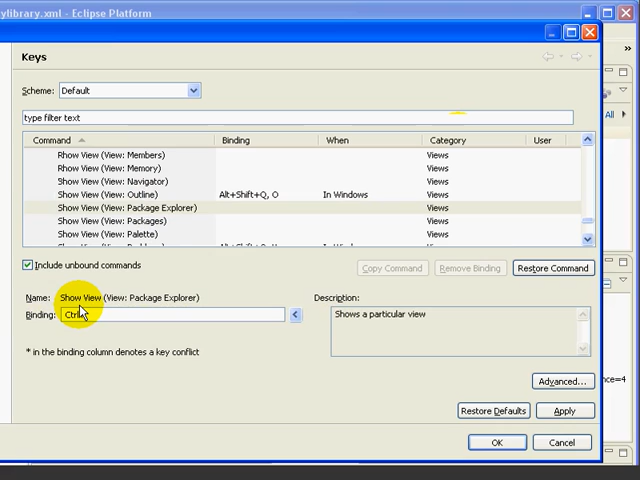 ylibrary.xml - Eclipse Platform
Keys
Scheme: Default
type filter text
Command Binding When Category User
Rhow View (View: Members) Views
Show View (View: Memory) Views
Show View (View: Navigator) Views
Show View (View: Outline) Alt+Shift+Q, O In Windows Views
Show View (View: Package Explorer) Views
Show View (View: Packages) Views
Show View (View: Palette) Views
Include unbound commands
Copy Command Remove Binding Restore Command
Name: Show View (View: Package Explorer)
Description:
Binding: Ctrl
Shows a particular view
* in the binding column denotes a key conflict
Advanced...
Restore Defaults Apply
OK Cancel
All
nce=4